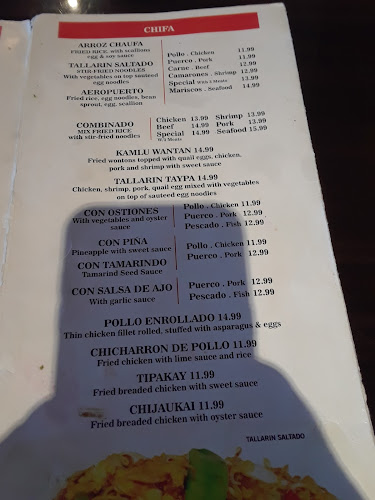 CHIFA
ARROZ CHAUFA
FRIED RICE, with scallions
egg & soy sauce
TALLARIN SALTADO
STIR-FRIED NOODLES
With vegetables on top sauteed
egg noodles
AEROPUERTO
Fried rice, egg noodles, bean
sprout, egg, scallion
Pollo . Chicken 11.99
Puerco . Pork 11.99
Carne . Beef 12.99
Camarones . Shrimp 12.99
Special With 3 Meats 13.99
Mariscos . Seafood 14.99
COMBINADO
MIX FRIED RICE
with stir-fried noodles
Chicken 13.99 Shrimp 13.99
Beef 14.99 Pork 13.99
Special 14.99 Seafood 15.99
W/3 Meats
KAMLU WANTAN 14.99
Fried wontons topped with quail eggs, chicken,
pork and shrimp with sweet sauce
TALLARIN TAYPA 14.99
Chicken, shrimp, pork, quail egg mixed with vegetables
on top of sauteed egg noodles
CON OSTIONES
With vegetables and oyster
sauce
Pollo . Chicken 11.99
Puerco . Pork 12.99
Pescado . Fish 12.99
CON PIÑA
Pineapple with sweet sauce
CON TAMARINDO
Tamarind Seed Sauce
Pollo . Chicken 11.99
Puerco . Pork 12.99
CON SALSA DE AJO
With garlic sauce
Puerco . Pork 12.99
Pescado . Fish 12.99
POLLO ENROLLADO 14.99
Thin chicken fillet rolled, stuffed with asparagus & eggs
CHICHARRON DE POLLO 11.99
Fried chicken with lime sauce and rice
TIPAKAY 11.99
Fried breaded chicken with sweet sauce
CHIJAUKAI 11.99
Fried breaded chicken with oyster sauce
TALLARIN SALTADO